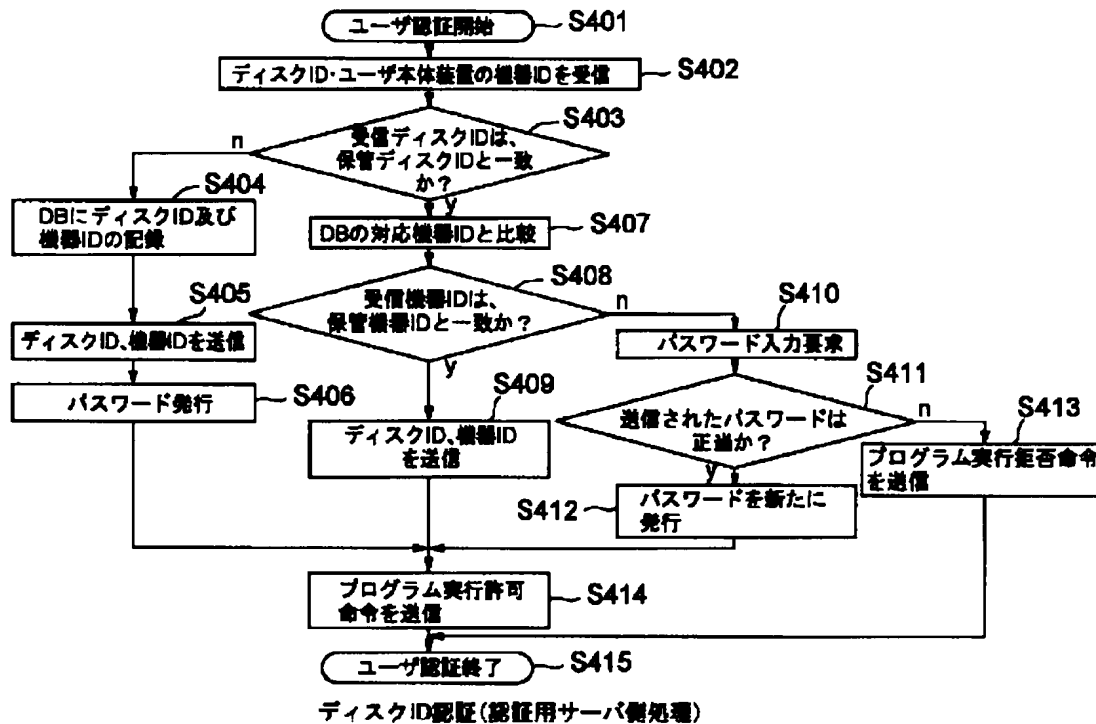 ユーザ認証開始
S401
ディスクID・ユーザ本体装置の機器IDを受信
S402
受信ディスクIDは、
保管ディスクIDと一致
か?
S403
n
y
DBにディスクID及び
機器IDの記録
S404
DBの対応機器IDと比較
S407
受信機器IDは、
保管機器IDと一致か?
S408
n
y
ディスクID、機器IDを送信
S405
パスワード入力要求
S410
パスワード発行
S406
ディスクID、機器ID
を送信
S409
送信されたパスワードは
正当か?
S411
n
y
プログラム実行拒否命令
を送信
S413
パスワードを新たに
発行
S412
プログラム実行許可
命令を送信
S414
ユーザ認証終了
S415
ディスクID認証(認証用サーバ側処理)